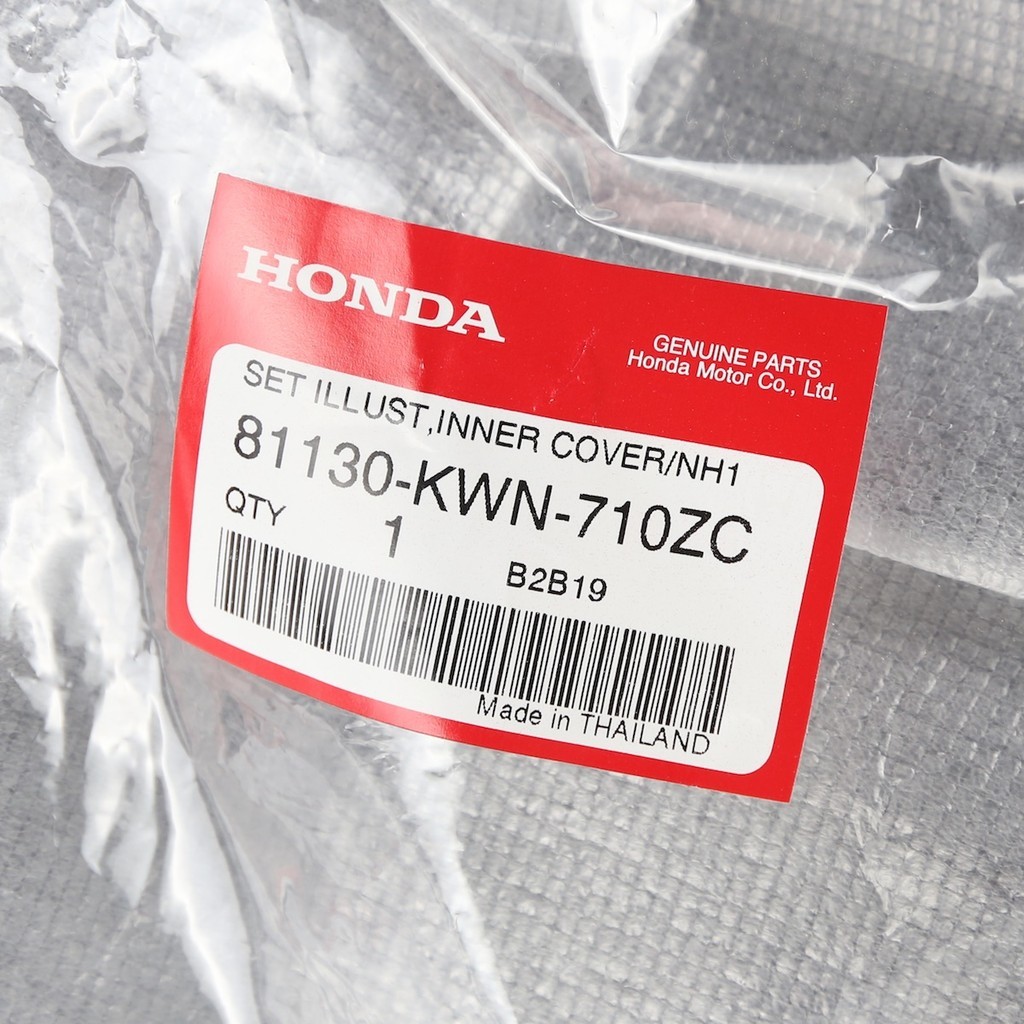 HONDA
GENUINE PARTS
Honda Motor Co., Ltd.
SET ILLUST,INNER COVER/NH1
81130-KWN-710ZC
QTY 1
B2B19
Made in THAILAND